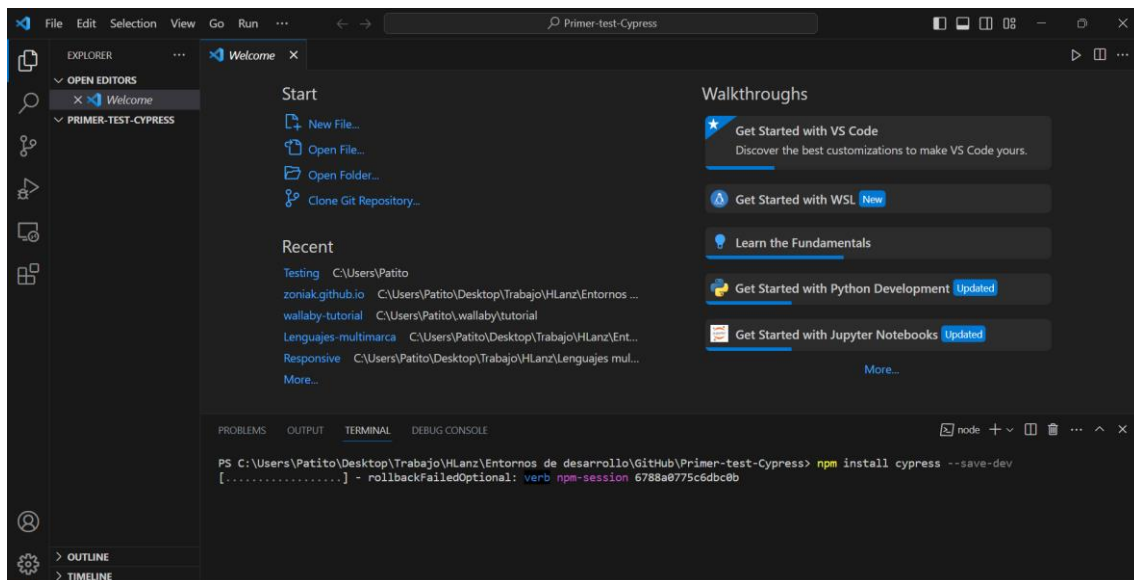 File Edit Selection View Go Run ... Primer-test-Cypress
EXPLORER
OPEN EDITORS
Welcome
PRIMER-TEST-CYPRESS
OUTLINE
TIMELINE
Welcome
Start
New File...
Open File...
Open Folder...
Clone Git Repository...
Recent
Testing C:\Users\Patito
zoniak.github.io C:\Users\Patito\Desktop\Trabajo\HLanz\Entornos ...
wallaby-tutorial C:\Users\Patito\.wallaby\tutorial
Lenguajes-multimarca C:\Users\Patito\Desktop\Trabajo\HLanz\Ent...
Responsive C:\Users\Patito\Desktop\Trabajo\HLanz\Lenguajes mul...
More...
Walkthroughs
Get Started with VS Code
Discover the best customizations to make VS Code yours.
Get Started with WSL New
Learn the Fundamentals
Get Started with Python Development Updated
Get Started with Jupyter Notebooks Updated
More...
PROBLEMS OUTPUT TERMINAL DEBUG CONSOLE node
PS C:\Users\Patito\Desktop\Trabajo\HLanz\Entornos de desarrollo\GitHub\Primer-test-Cypress> npm install cypress --save-dev
[..................] - rollbackFailedOptional: verb npm-session 6788a0775c6dbc0b